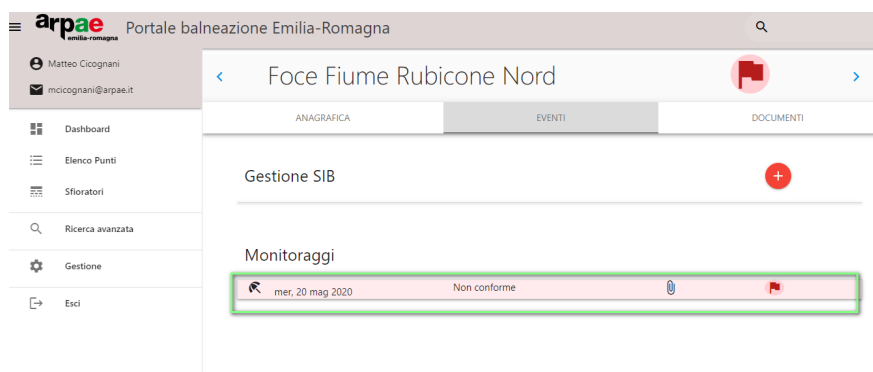 arpae
emilia-romagna
Portale balneazione Emilia-Romagna
Matteo Cicognani
mcicognani@arpae.it
Dashboard
Elenco Punti
Sfioratori
Ricerca avanzata
Gestione
Esci
Foce Fiume Rubicone Nord
ANAGRAFICA EVENTI DOCUMENTI
Gestione SIB
Monitoraggi
mer, 20 mag 2020 Non conforme